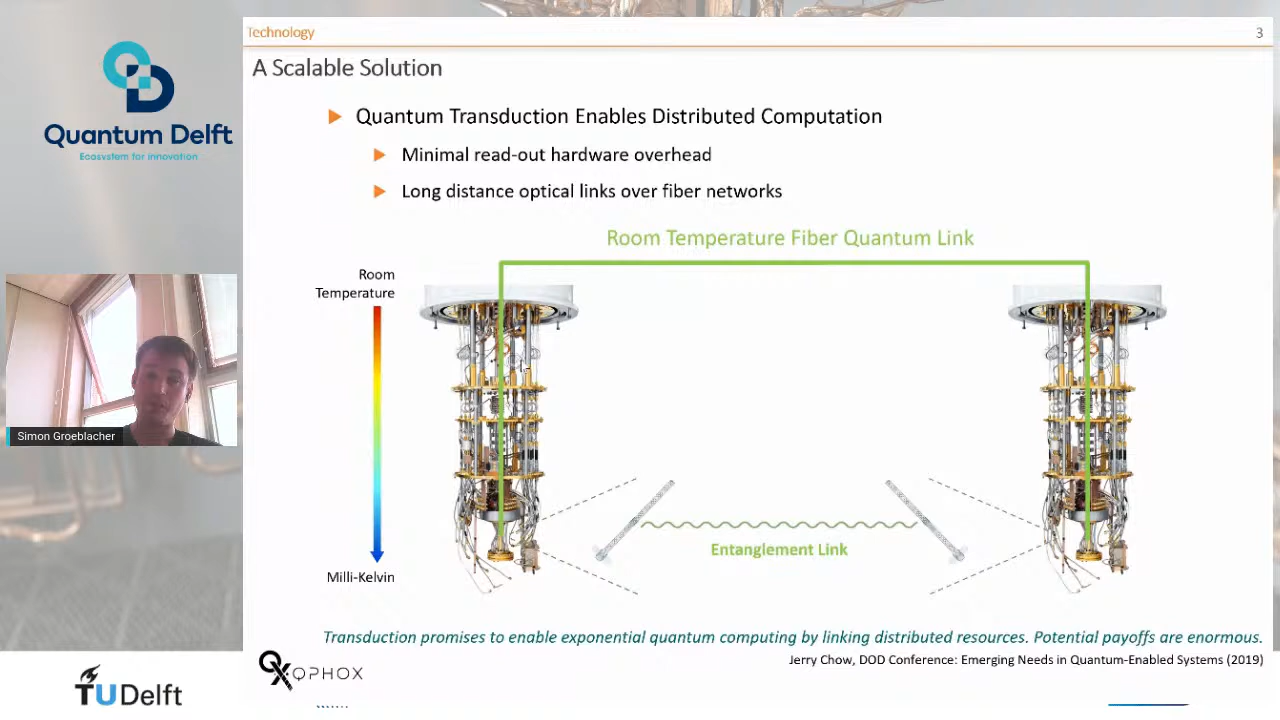 Technology
3
A Scalable Solution
Quantum Delft
Ecosystem for Innovation
Quantum Transduction Enables Distributed Computation
Minimal read-out hardware overhead
Long distance optical links over fiber networks
Room Temperature Fiber Quantum Link
Room
Temperature
Simon Groeblacher
Entanglement Link
Milli-Kelvin
Transduction promises to enable exponential quantum computing by linking distributed resources. Potential payoffs are enormous.
Jerry Chow, DOD Conference: Emerging Needs in Quantum-Enabled Systems (2019)
QPHOX
TUDelft